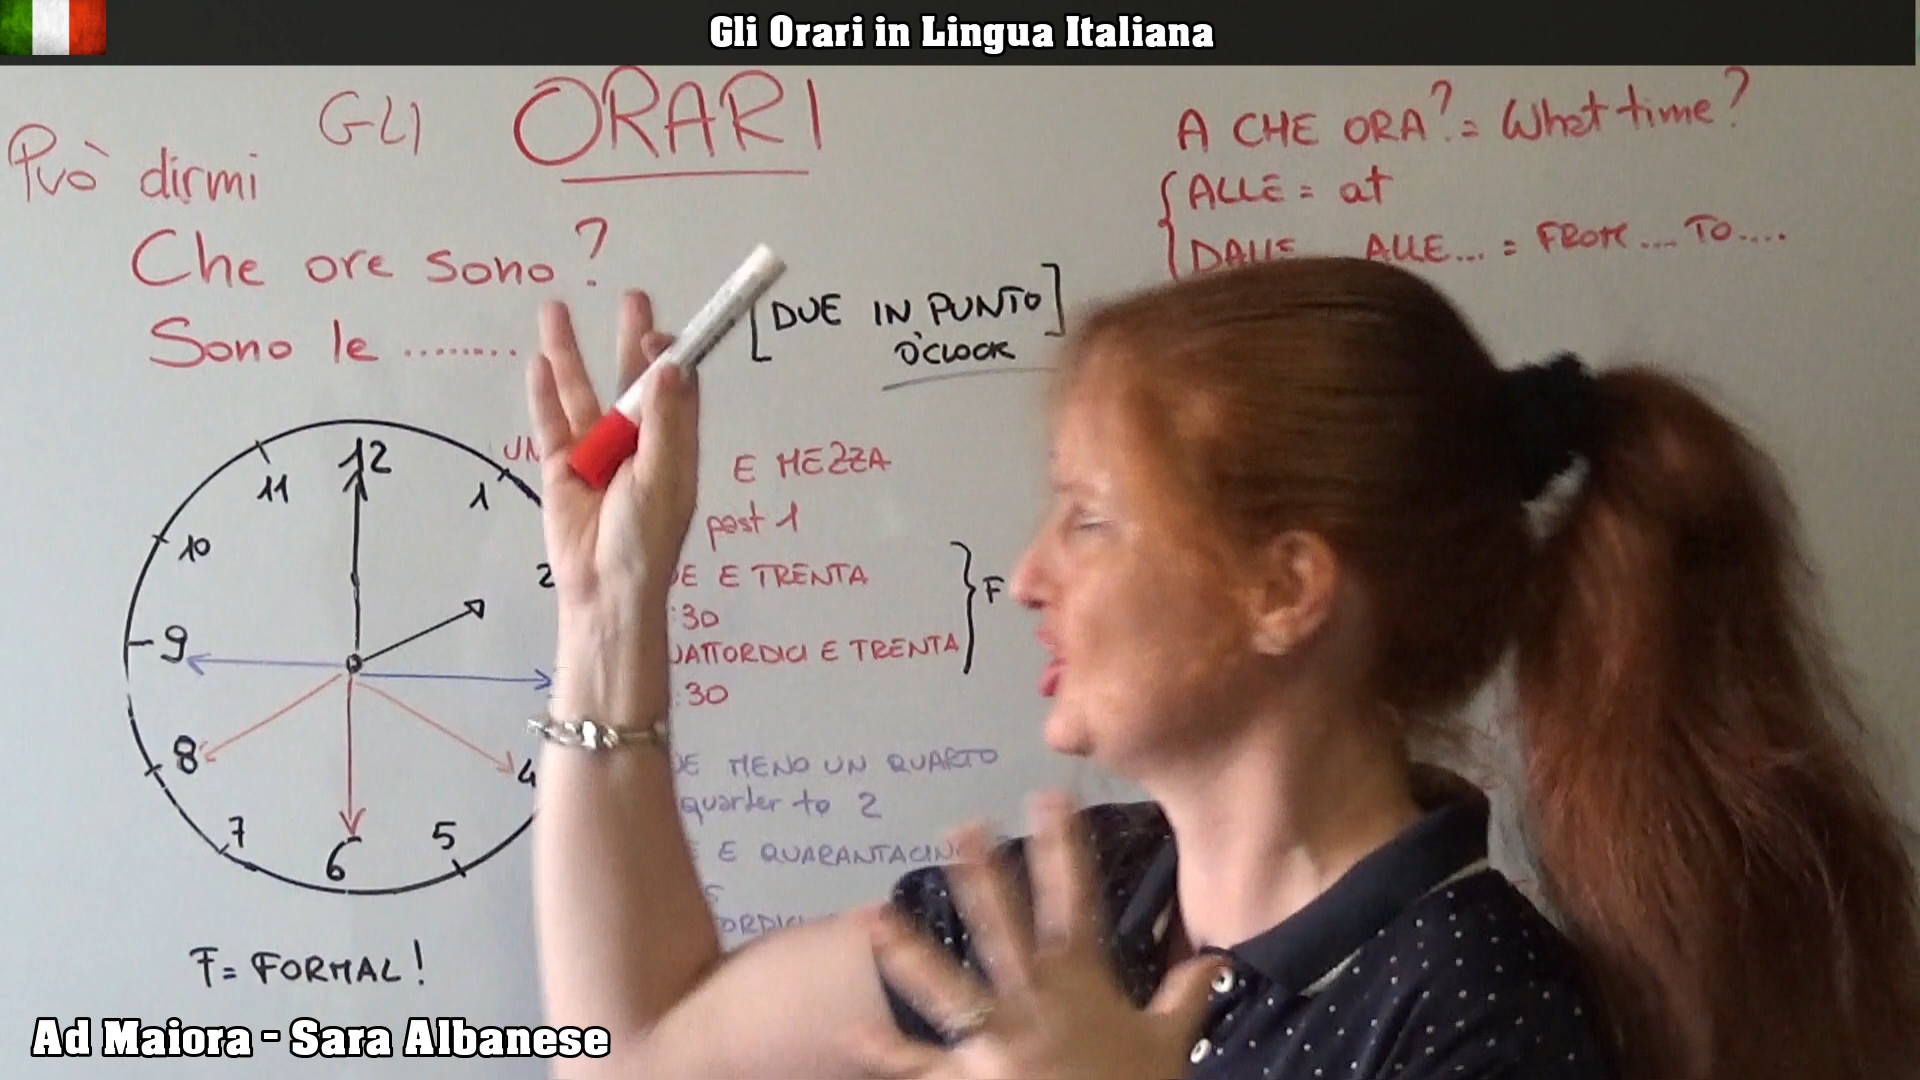 Gli Orari in Lingua Italiana
GLI ORARI
Può dirmi
Che ore sono?
Sono le ........
A CHE ORA? = What time?
ALLE = at
DALLE ALLE... = FROM .... TO ....
[DUE IN PUNTO]
O'CLOCK
12
11
1
10
2
9
8
4
7
5
6
E MEZZA
past 1
E TRENTA
:30
E TRENTA
:30
F
MENO UN QUARTO
quarter to 2
E
F = FORMAL!
Ad Maiora - Sara Albanese